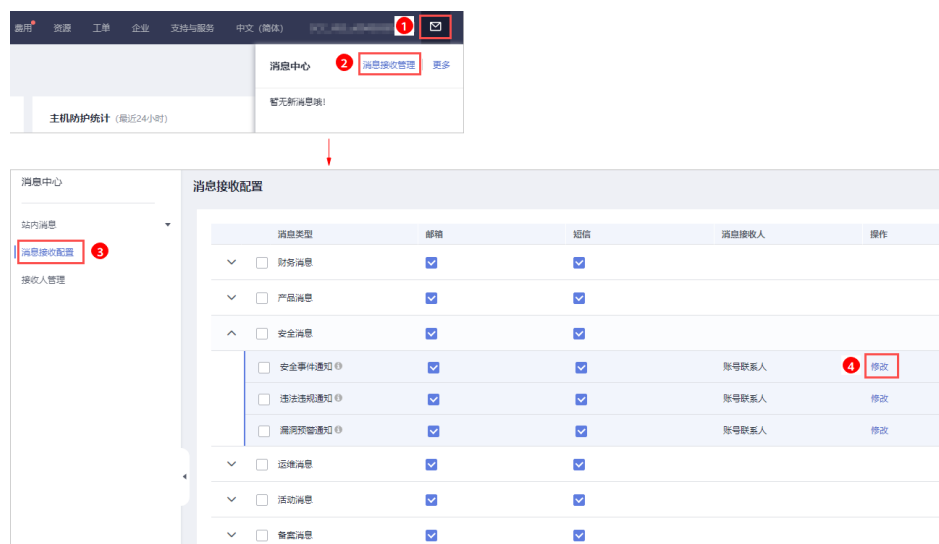 费用 资源 工单 企业 支持与服务 中文 (简体) 1
消息中心 2 消息接收管理 更多
暂无新消息哦!
主机防护统计 (最近24小时)
消息中心
消息接收配置
站内消息
消息接收配置 3
接收人管理
消息类型 邮箱 短信 消息接收人 操作
财务消息
产品消息
安全消息
安全事件通知 账号联系人 4 修改
违法违规通知 账号联系人 修改
漏洞预警通知 账号联系人 修改
运维消息
活动消息
备案消息